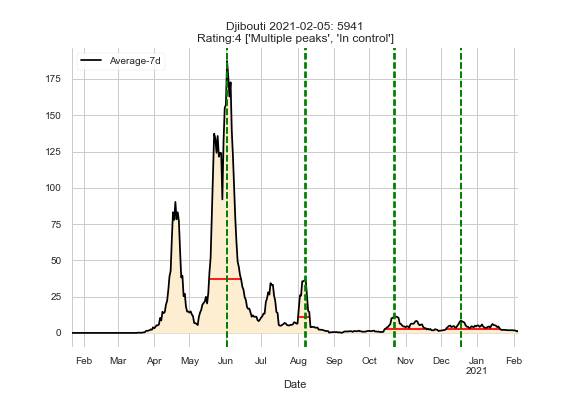 Djibouti 2021-02-05: 5941
Rating:4 ['Multiple peaks', 'In control']
Average-7d
175
150
125
100
75
50
25
0
Feb Mar Apr May Jun Jul Aug Sep Oct Nov Dec Jan Feb
2021
Date